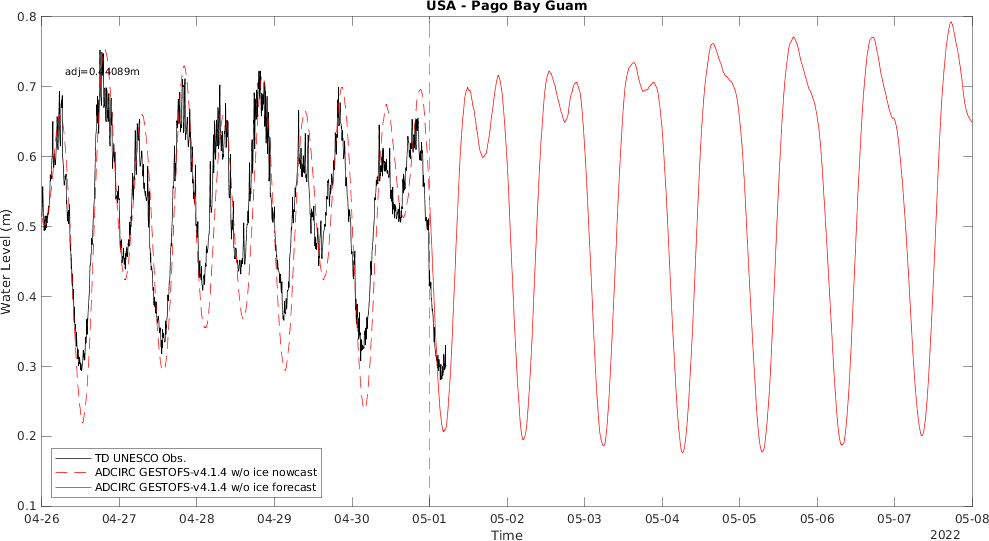 USA - Pago Bay Guam
0.8
adj=0.44089m
0.7
0.6
0.5
0.4
0.3
0.2
0.1
Water Level (m)
TD UNESCO Obs.
ADCIRC GESTOFS-v4.1.4 w/o ice nowcast
ADCIRC GESTOFS-v4.1.4 w/o ice forecast
04-26 04-27 04-28 04-29 04-30 05-01 05-02 05-03 05-04 05-05 05-06 05-07 05-08
Time
2022